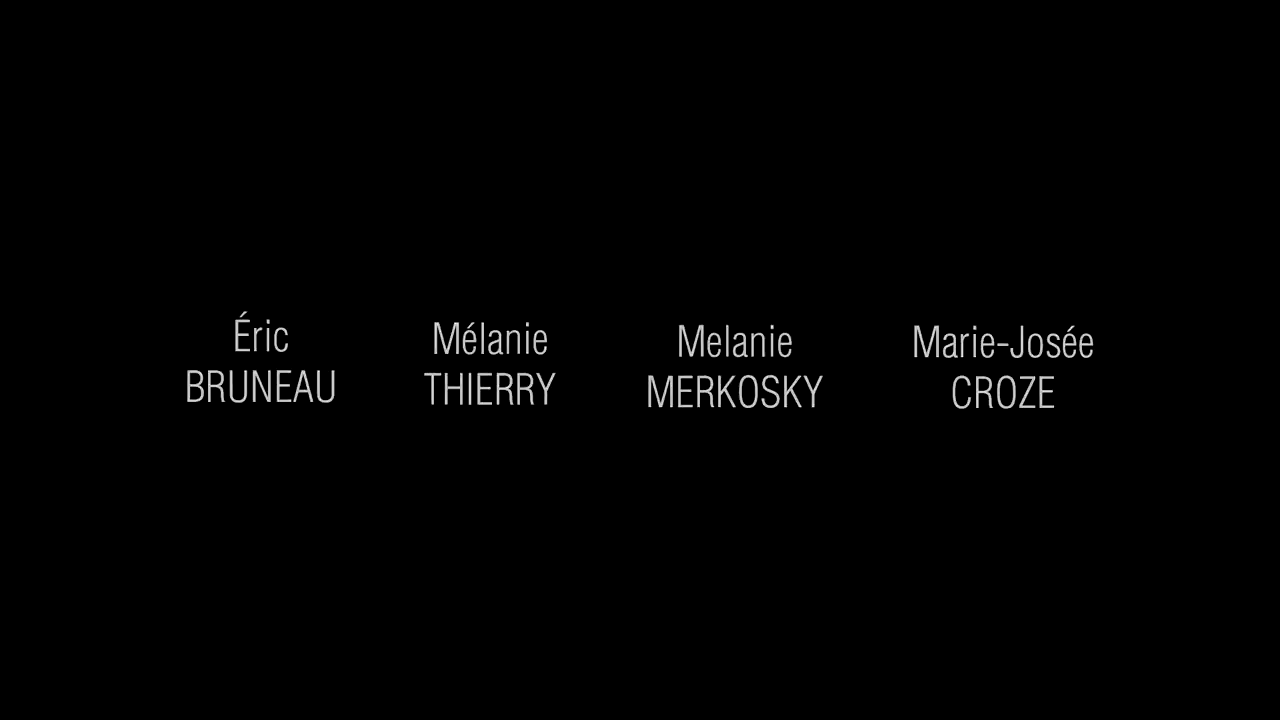 Éric
BRUNEAU
Mélanie
THIERRY
Melanie
MERKOSKY
Marie-Josée
CROZE